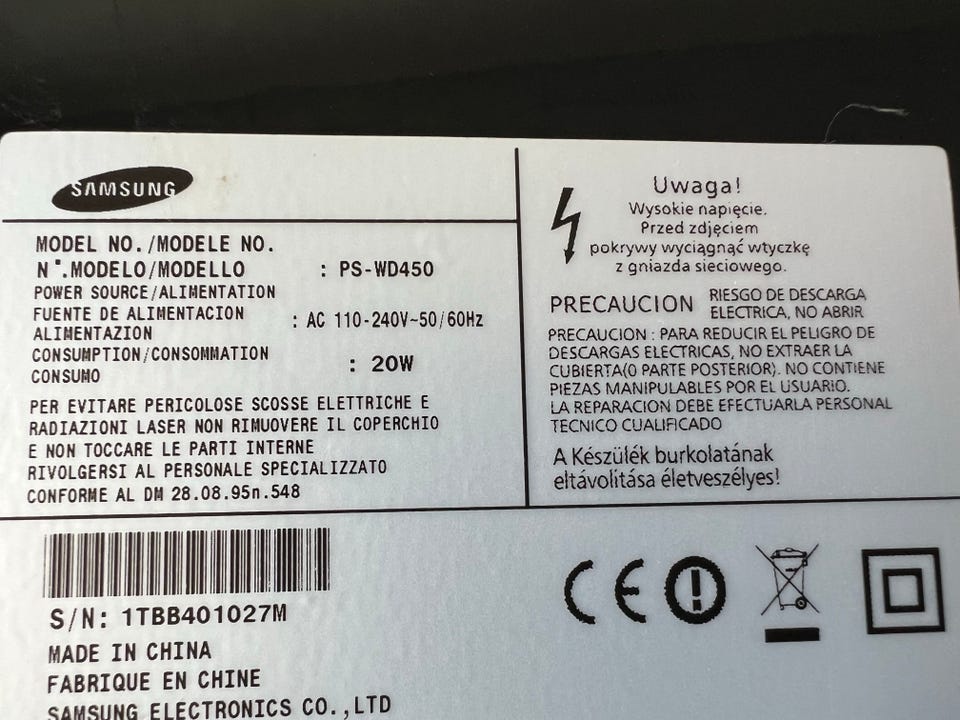 SAMSUNG
MODEL NO./MODELE NO.
N°.MODELO/MODELLO : PS-WD450
POWER SOURCE/ALIMENTATION
FUENTE DE ALIMENTACION : AC 110-240V~50/60Hz
ALIMENTAZION
CONSUMPTION/CONSOMMATION : 20W
CONSUMO
PER EVITARE PERICOLOSE SCOSSE ELETTRICHE E
RADIAZIONI LASER NON RIMUOVERE IL COPERCHIO
E NON TOCCARE LE PARTI INTERNE
RIVOLGERSI AL PERSONALE SPECIALIZZATO
CONFORME AL DM 28.08.95n.548
Uwaga!
Wysokie napięcie.
Przed zdjęciem
pokrywy wyciągnąć wtyczkę
z gniazda sieciowego.
PRECAUCION RIESGO DE DESCARGA
ELECTRICA, NO ABRIR
PRECAUCION : PARA REDUCIR EL PELIGRO DE
DESCARGAS ELECTRICAS, NO EXTRAER LA
CUBIERTA(O PARTE POSTERIOR). NO CONTIENE
PIEZAS MANIPULABLES POR EL USUARIO.
LA REPARACION DEBE EFECTUARLA PERSONAL
TECNICO CUALIFICADO
A Készülék burkolatának
eltávolítása életveszélyes!
S/N: 1TBB401027M
MADE IN CHINA
FABRIQUE EN CHINE
SAMSUNG ELECTRONICS CO.,LTD
CE